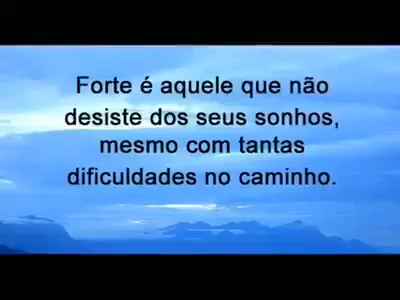 Forte é aquele que não
desiste dos seus sonhos,
mesmo com tantas
dificuldades no caminho.